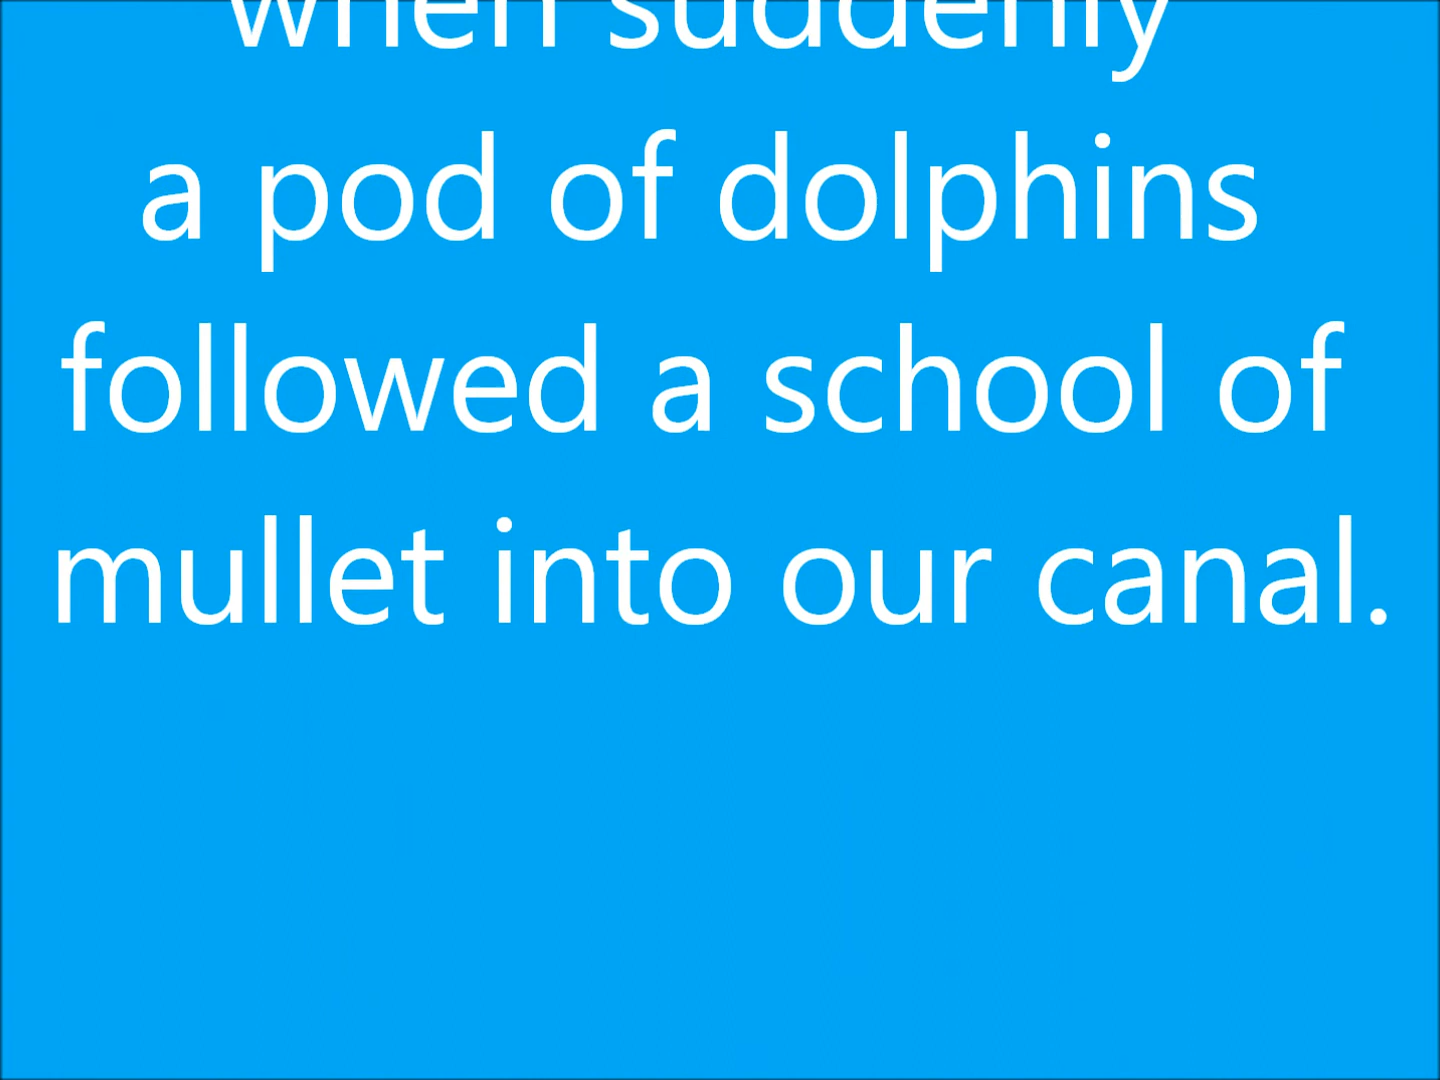 when suddenly
a pod of dolphins
followed a school of
mullet into our canal.